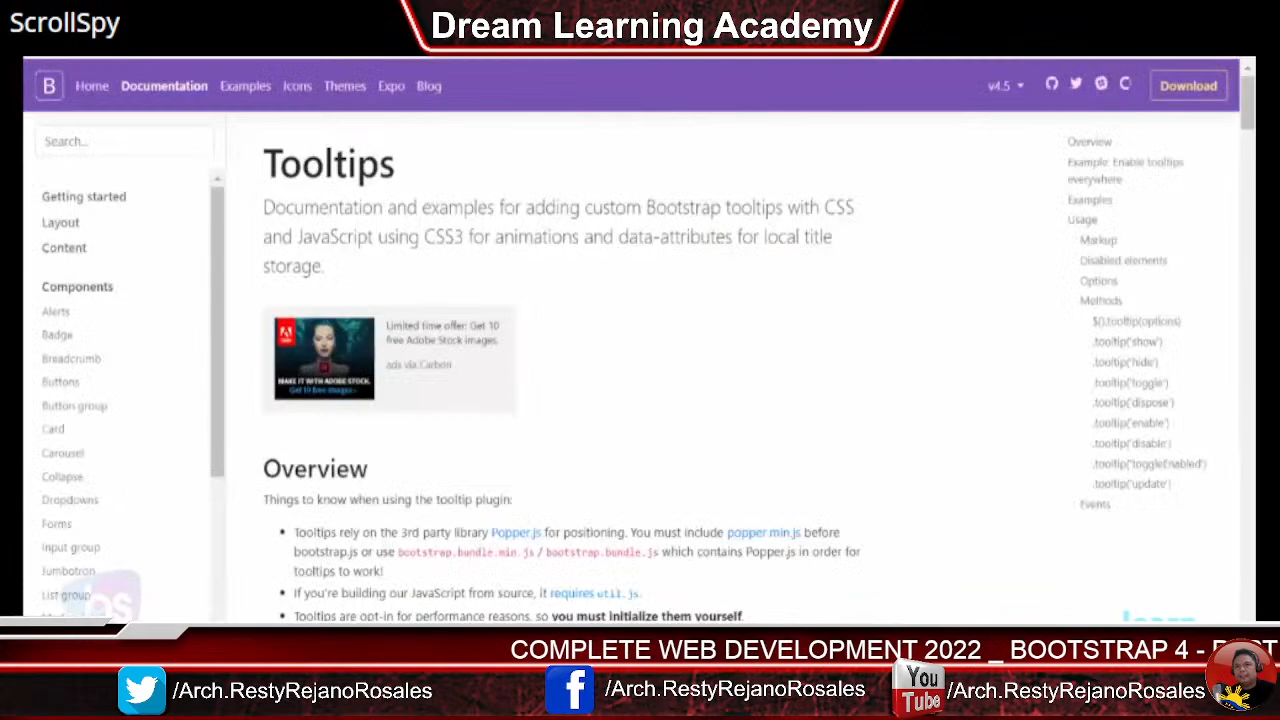 ScrollSpy
Dream Learning Academy
B Home Documentation Examples Icons Themes Expo Blog
v4.5
Download
Search...
Getting started
Layout
Content
Components
Alerts
Badge
Breadcrumb
Buttons
Button group
Card
Carousel
Collapse
Dropdowns
Forms
Input group
Jumbotron
List group
Tooltips
Documentation and examples for adding custom Bootstrap tooltips with CSS
and JavaScript using CSS3 for animations and data-attributes for local title
storage.
MAKE IT WITH ADOBE STOCK.
Get 10 free images
Limited time offer: Get 10
free Adobe Stock images.
ads via Carbon
Overview
Things to know when using the tooltip plugin:
• Tooltips rely on the 3rd party library Popper.js for positioning. You must include popper.min.js before
bootstrap.js or use bootstrap.bundle.min.js / bootstrap.bundle.js which contains Popper.js in order for
tooltips to work!
• If you're building our JavaScript from source, it requires util.js.
• Tooltips are opt-in for performance reasons, so you must initialize them yourself.
Overview
Example: Enable tooltips
everywhere
Examples
Usage
Markup
Disabled elements
Options
Methods
$().tooltip(options)
.tooltip('show')
.tooltip('hide')
.tooltip('toggle')
.tooltip('dispose')
.tooltip('enable')
.tooltip('disable')
.tooltip('toggleEnabled')
.tooltip('update')
Events
COMPLETE WEB DEVELOPMENT 2022 _ BOOTSTRAP 4 -
/Arch.RestyRejanoRosales
/Arch.RestyRejanoRosales
You
Tube
/Arch.RestyRejanoRosales